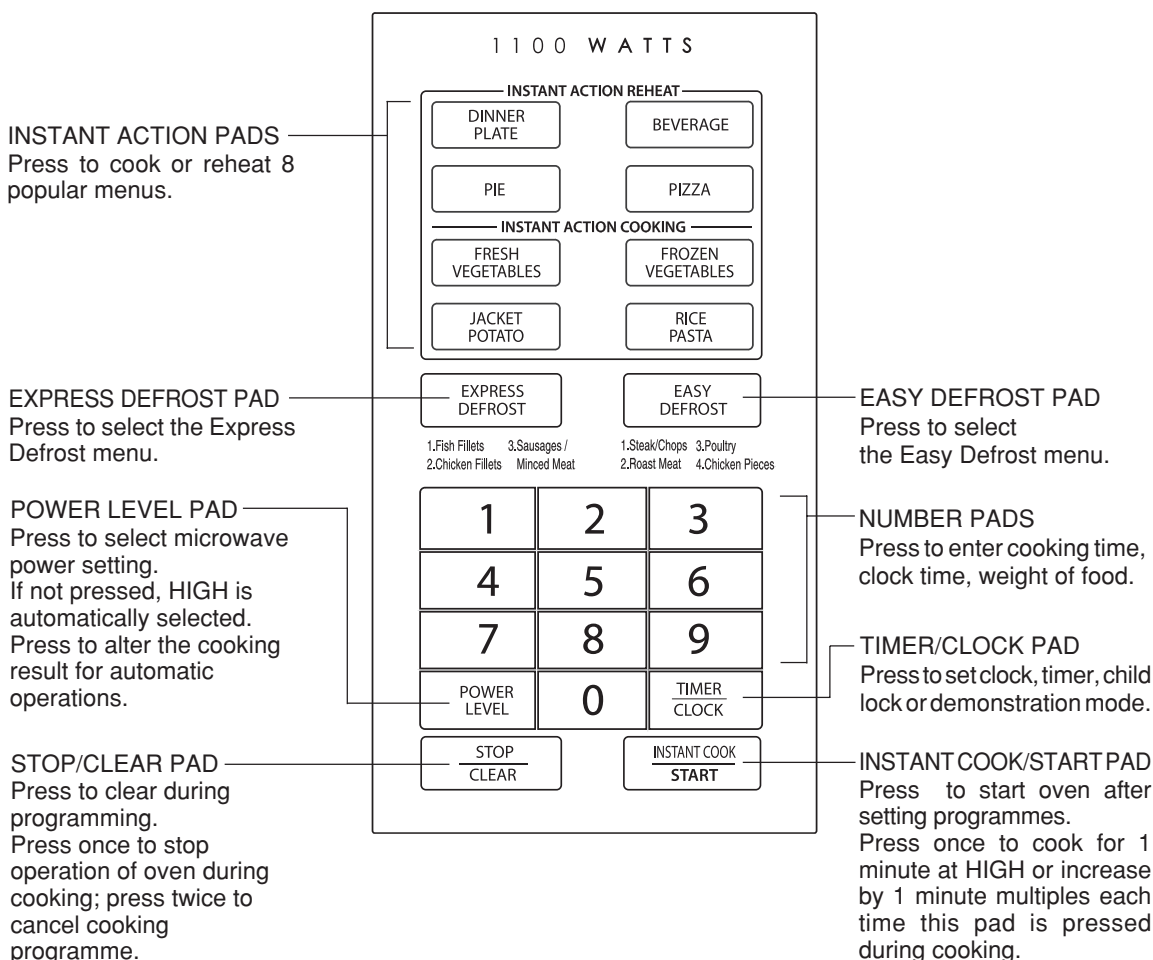 1100 WATTS
INSTANT ACTION REHEAT
DINNER
PLATE
BEVERAGE
PIE
PIZZA
INSTANT ACTION COOKING
FRESH
VEGETABLES
FROZEN
VEGETABLES
JACKET
POTATO
RICE
PASTA
EXPRESS
DEFROST
EASY
DEFROST
1.Fish Fillets 3.Sausages /
2.Chicken Fillets Minced Meat
1.Steak/Chops 3.Poultry
2.Roast Meat 4.Chicken Pieces
1 2 3
4 5 6
7 8 9
POWER
LEVEL
0
TIMER
CLOCK
STOP
CLEAR
INSTANT COOK
START
INSTANT ACTION PADS
Press to cook or reheat 8
popular menus.
EXPRESS DEFROST PAD
Press to select the Express
Defrost menu.
POWER LEVEL PAD
Press to select microwave
power setting.
If not pressed, HIGH is
automatically selected.
Press to alter the cooking
result for automatic
operations.
STOP/CLEAR PAD
Press to clear during
programming.
Press once to stop
operation of oven during
cooking; press twice to
cancel cooking
programme.
EASY DEFROST PAD
Press to select
the Easy Defrost menu.
NUMBER PADS
Press to enter cooking time,
clock time, weight of food.
TIMER/CLOCK PAD
Press to set clock, timer, child
lock or demonstration mode.
INSTANT COOK/START PAD
Press to start oven after
setting programmes.
Press once to cook for 1
minute at HIGH or increase
by 1 minute multiples each
time this pad is pressed
during cooking.